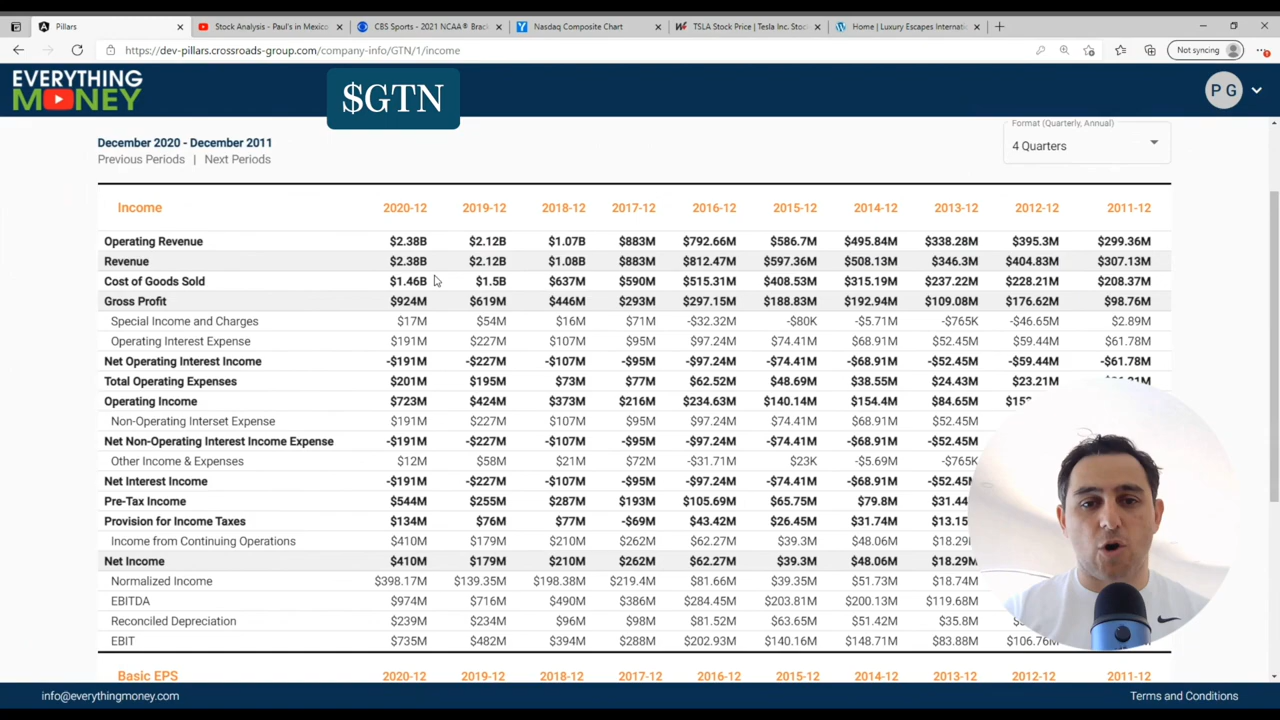 Pillars
Stock Analysis - Paul's in Mexico
CBS Sports - 2021 NCAA® Brac
Nasdaq Composite Chart
TSLA Stock Price | Tesla Inc. Stoc
Home | Luxury Escapes Internatio
https://dev-pillars.crossroads-group.com/company-info/GTN/1/income
Not syncing
EVERYTHING
MONEY
$GTN
P G
December 2020 - December 2011
Previous Periods | Next Periods
Format (Quarterly, Annual)
4 Quarters
Income 2020-12 2019-12 2018-12 2017-12 2016-12 2015-12 2014-12 2013-12 2012-12 2011-12
Operating Revenue $2.38B $2.12B $1.07B $883M $792.66M $586.7M $495.84M $338.28M $395.3M $299.36M
Revenue $2.38B $2.12B $1.08B $883M $812.47M $597.36M $508.13M $346.3M $404.83M $307.13M
Cost of Goods Sold $1.46B $1.5B $637M $590M $515.31M $408.53M $315.19M $237.22M $228.21M $208.37M
Gross Profit $924M $619M $446M $293M $297.15M $188.83M $192.94M $109.08M $176.62M $98.76M
Special Income and Charges $17M $54M $16M $71M -$32.32M -$80K -$5.71M -$765K -$46.65M $2.89M
Operating Interest Expense $191M $227M $107M $95M $97.24M $74.41M $68.91M $52.45M $59.44M $61.78M
Net Operating Interest Income -$191M -$227M -$107M -$95M -$97.24M -$74.41M -$68.91M -$52.45M -$59.44M -$61.78M
Total Operating Expenses $201M $195M $73M $77M $62.52M $48.69M $38.55M $24.43M $23.21M
Operating Income $723M $424M $373M $216M $234.63M $140.14M $154.4M $84.65M
Non-Operating Interset Expense $191M $227M $107M $95M $97.24M $74.41M $68.91M $52.45M
Net Non-Operating Interest Income Expense -$191M -$227M -$107M -$95M -$97.24M -$74.41M -$68.91M -$52.45M
Other Income & Expenses $12M $58M $21M $72M -$31.71M $23K -$5.69M -$765K
Net Interest Income -$191M -$227M -$107M -$95M -$97.24M -$74.41M -$68.91M -$52.45M
Pre-Tax Income $544M $255M $287M $193M $105.69M $65.75M $79.8M $31.44
Provision for Income Taxes $134M $76M $77M -$69M $43.42M $26.45M $31.74M $13.15
Income from Continuing Operations $410M $179M $210M $262M $62.27M $39.3M $48.06M $18.29M
Net Income $410M $179M $210M $262M $62.27M $39.3M $48.06M $18.29M
Normalized Income $398.17M $139.35M $198.38M $219.4M $81.66M $39.35M $51.73M $18.74M
EBITDA $974M $716M $490M $386M $284.45M $203.81M $200.13M $119.68M
Reconciled Depreciation $239M $234M $96M $98M $81.52M $63.65M $51.42M $35.8M
EBIT $735M $482M $394M $288M $202.93M $140.16M $148.71M $83.88M $106.76M
Basic EPS 2020-12 2019-12 2018-12 2017-12 2016-12 2015-12 2014-12 2013-12 2012-12 2011-12
info@everythingmoney.com
Terms and Conditions